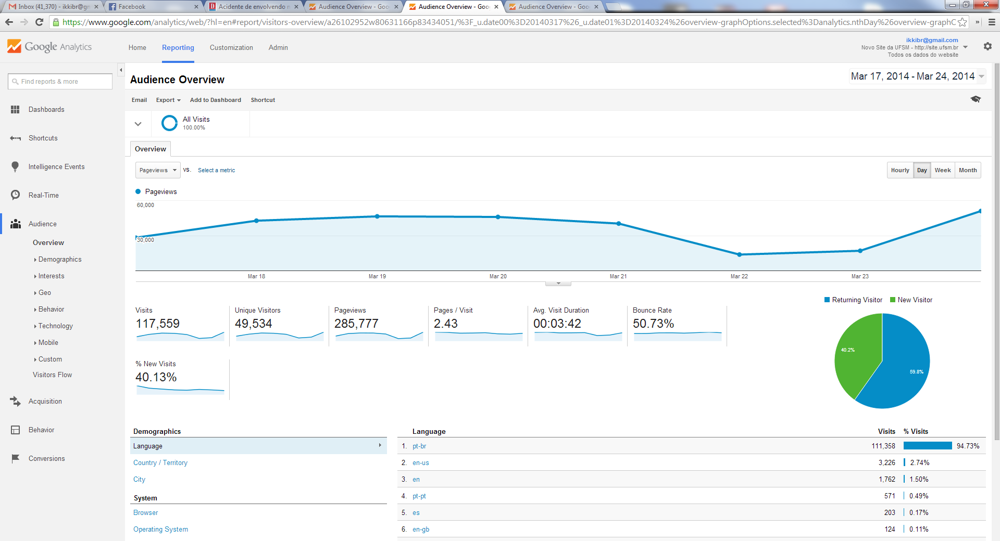 Inbox (41,370) - ikkibr@gm
Facebook
Acidente de envolvendo n
Audience Overview - Goo
Audience Overview - Goo
Audience Overview - Goo
https://www.google.com/analytics/web/?hl=en#report/visitors-overview/a26102952w80631166p83434051/%3F_u.date00%3D20140317%26_u.date01%3D20140324%26overview-graphOptions.selected%3Danalytics.nthDay%26overview-graphO
Google Analytics
Home
Reporting
Customization
Admin
ikkibr@gmail.com
Novo Site da UFSM - http://site.ufsm.br
Todos os dados do website
Find reports & more
Dashboards
Shortcuts
Intelligence Events
Real-Time
Audience
Overview
Demographics
Interests
Geo
Behavior
Technology
Mobile
Custom
Visitors Flow
Acquisition
Behavior
Conversions
Audience Overview
Mar 17, 2014 - Mar 24, 2014
Email
Export
Add to Dashboard
Shortcut
All Visits
100.00%
Overview
Pageviews
VS.
Select a metric
Hourly
Day
Week
Month
Pageviews
60,000
30,000
Mar 18
Mar 19
Mar 20
Mar 21
Mar 22
Mar 23
Visits
117,559
Unique Visitors
49,534
Pageviews
285,777
Pages / Visit
2.43
Avg. Visit Duration
00:03:42
Bounce Rate
50.73%
% New Visits
40.13%
Returning Visitor
New Visitor
40.2%
59.8%
Demographics
Language
Country / Territory
City
System
Browser
Operating System
Language Visits % Visits
1. pt-br 111,358 94.73%
2. en-us 3,226 2.74%
3. en 1,762 1.50%
4. pt-pt 571 0.49%
5. es 203 0.17%
6. en-gb 124 0.11%